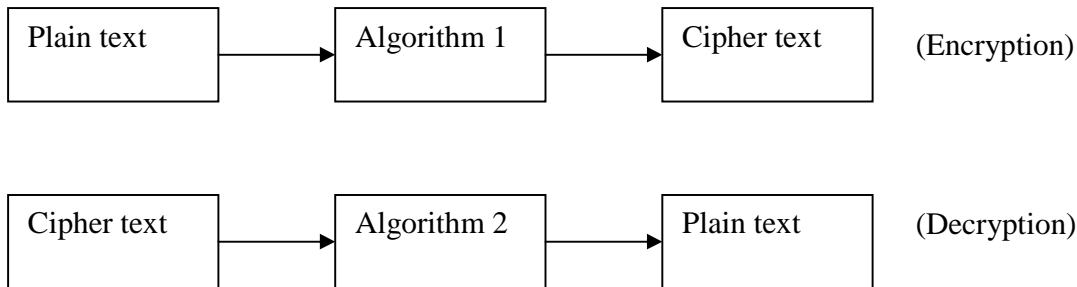 Plain text Algorithm 1 Cipher text (Encryption)
Cipher text Algorithm 2 Plain text (Decryption)